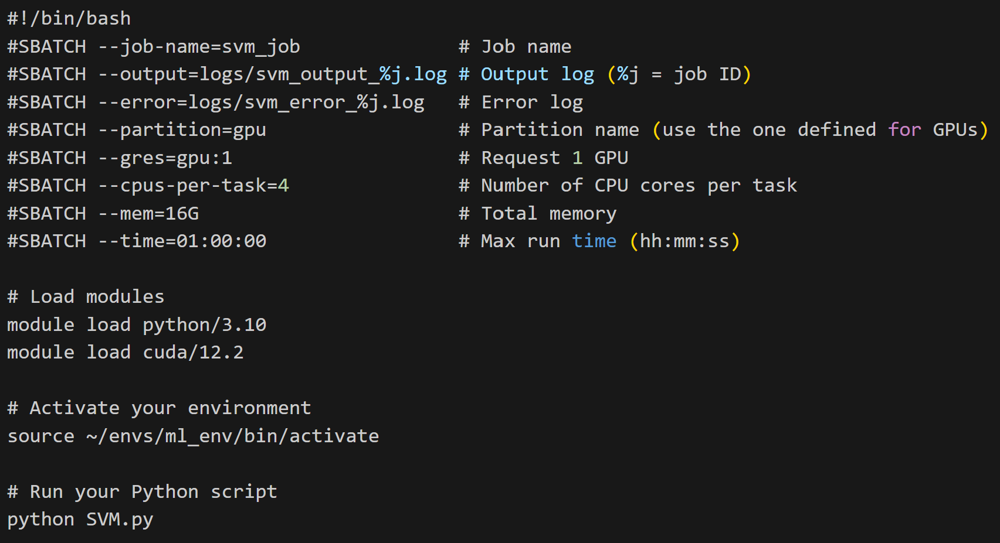 #!/bin/bash
#SBATCH --job-name=svm_job              # Job name
#SBATCH --output=logs/svm_output_%j.log # Output log (%j = job ID)
#SBATCH --error=logs/svm_error_%j.log   # Error log
#SBATCH --partition=gpu                 # Partition name (use the one defined for GPUs)
#SBATCH --gres=gpu:1                    # Request 1 GPU
#SBATCH --cpus-per-task=4               # Number of CPU cores per task
#SBATCH --mem=16G                       # Total memory
#SBATCH --time=01:00:00                 # Max run time (hh:mm:ss)

# Load modules
module load python/3.10
module load cuda/12.2

# Activate your environment
source ~/envs/ml_env/bin/activate

# Run your Python script
python SVM.py